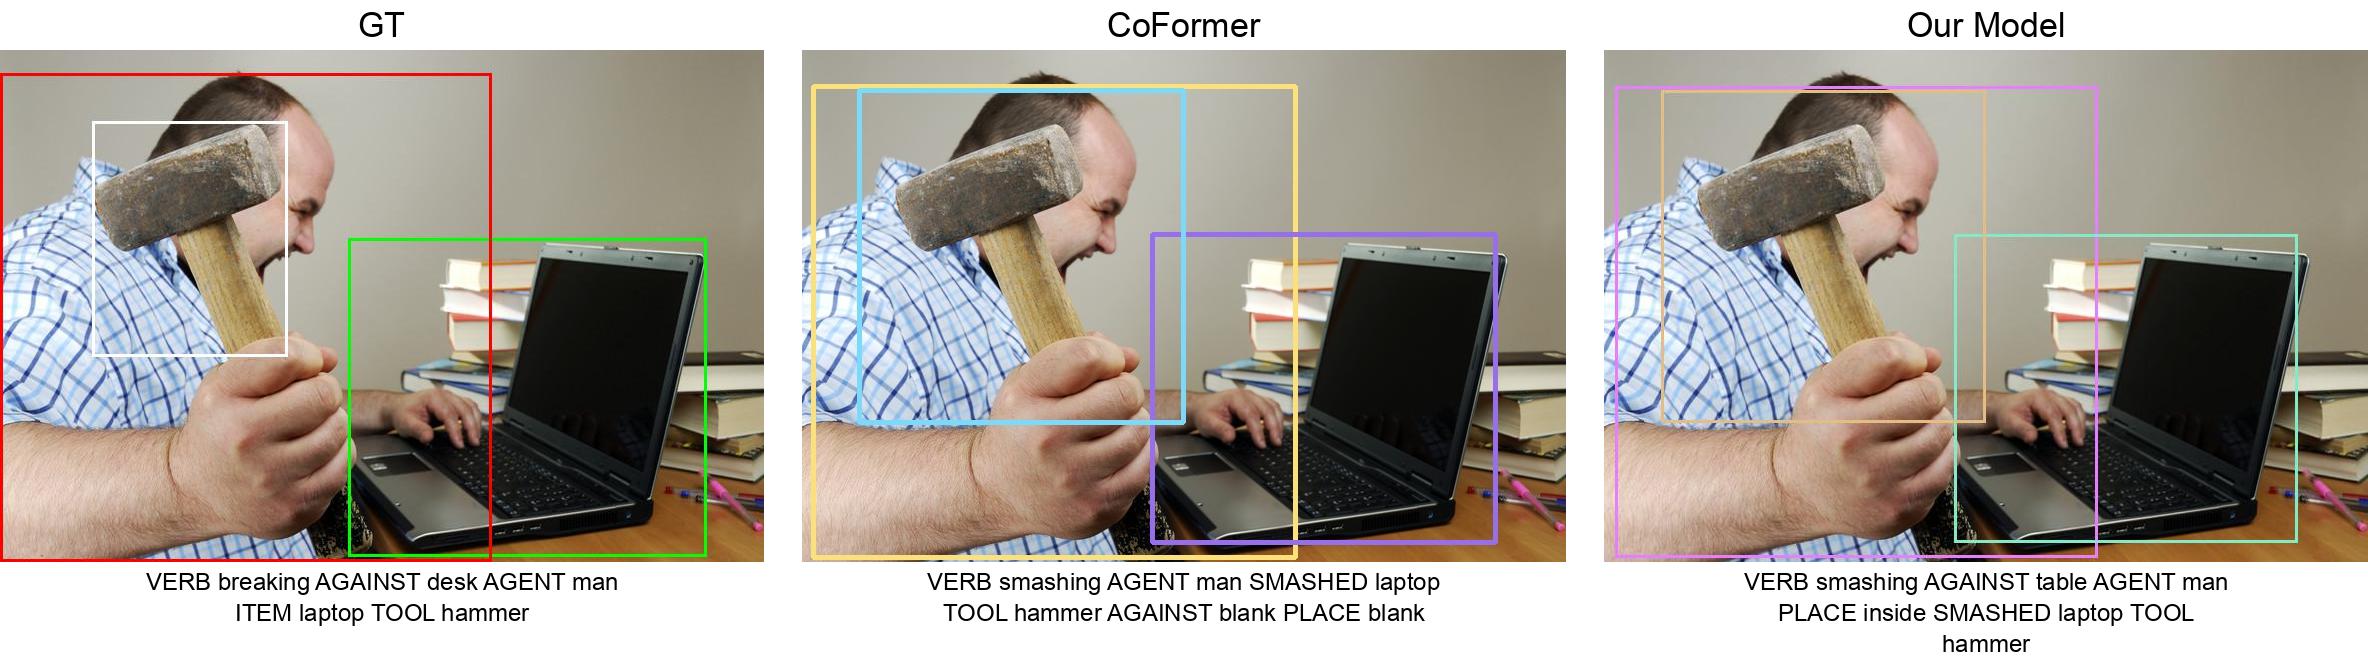 GT
CoFormer
Our Model
VERB breaking AGAINST desk AGENT man
ITEM laptop TOOL hammer
VERB smashing AGENT man SMASHED laptop
TOOL hammer AGAINST blank PLACE blank
VERB smashing AGAINST table AGENT man
PLACE inside SMASHED laptop TOOL
hammer